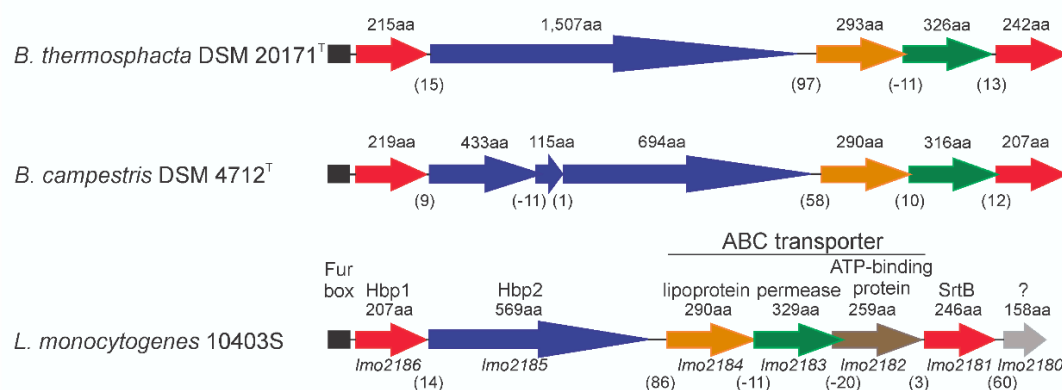 215aa 1,507aa 293aa 326aa 242aa
B. thermosphacta DSM 20171T
(15) (97) (-11) (13)
219aa 433aa 115aa 694aa 290aa 316aa 207aa
B. campestris DSM 4712T
(9) (-11) (1) (58) (10) (12)
ABC transporter
Fur box Hbp1 Hbp2 lipoprotein permease ATP-binding protein SrtB ?
207aa 569aa 290aa 329aa 259aa 246aa 158aa
L. monocytogenes 10403S
lmo2186 lmo2185 lmo2184 lmo2183 lmo2182 lmo2181 lmo2180
(14) (86) (-11) (-20) (3) (60)